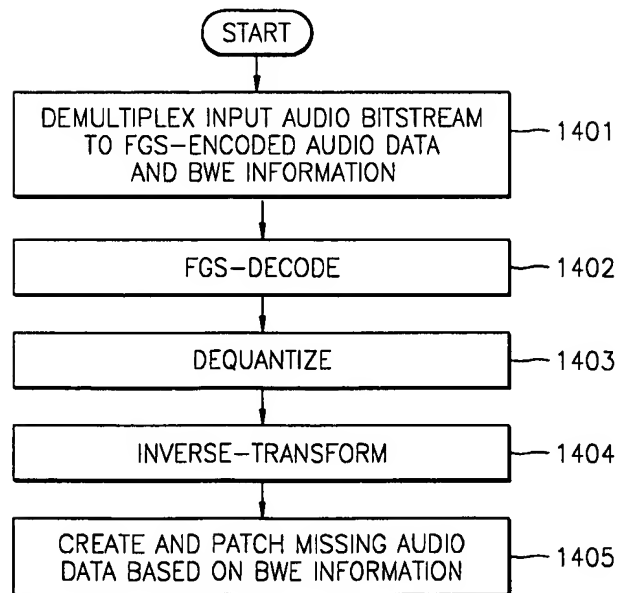 START
DEMULTIPLEX INPUT AUDIO BITSTREAM
TO FGS-ENCODED AUDIO DATA
AND BWE INFORMATION
1401
FGS-DECODE
1402
DEQUANTIZE
1403
INVERSE-TRANSFORM
1404
CREATE AND PATCH MISSING AUDIO
DATA BASED ON BWE INFORMATION
1405